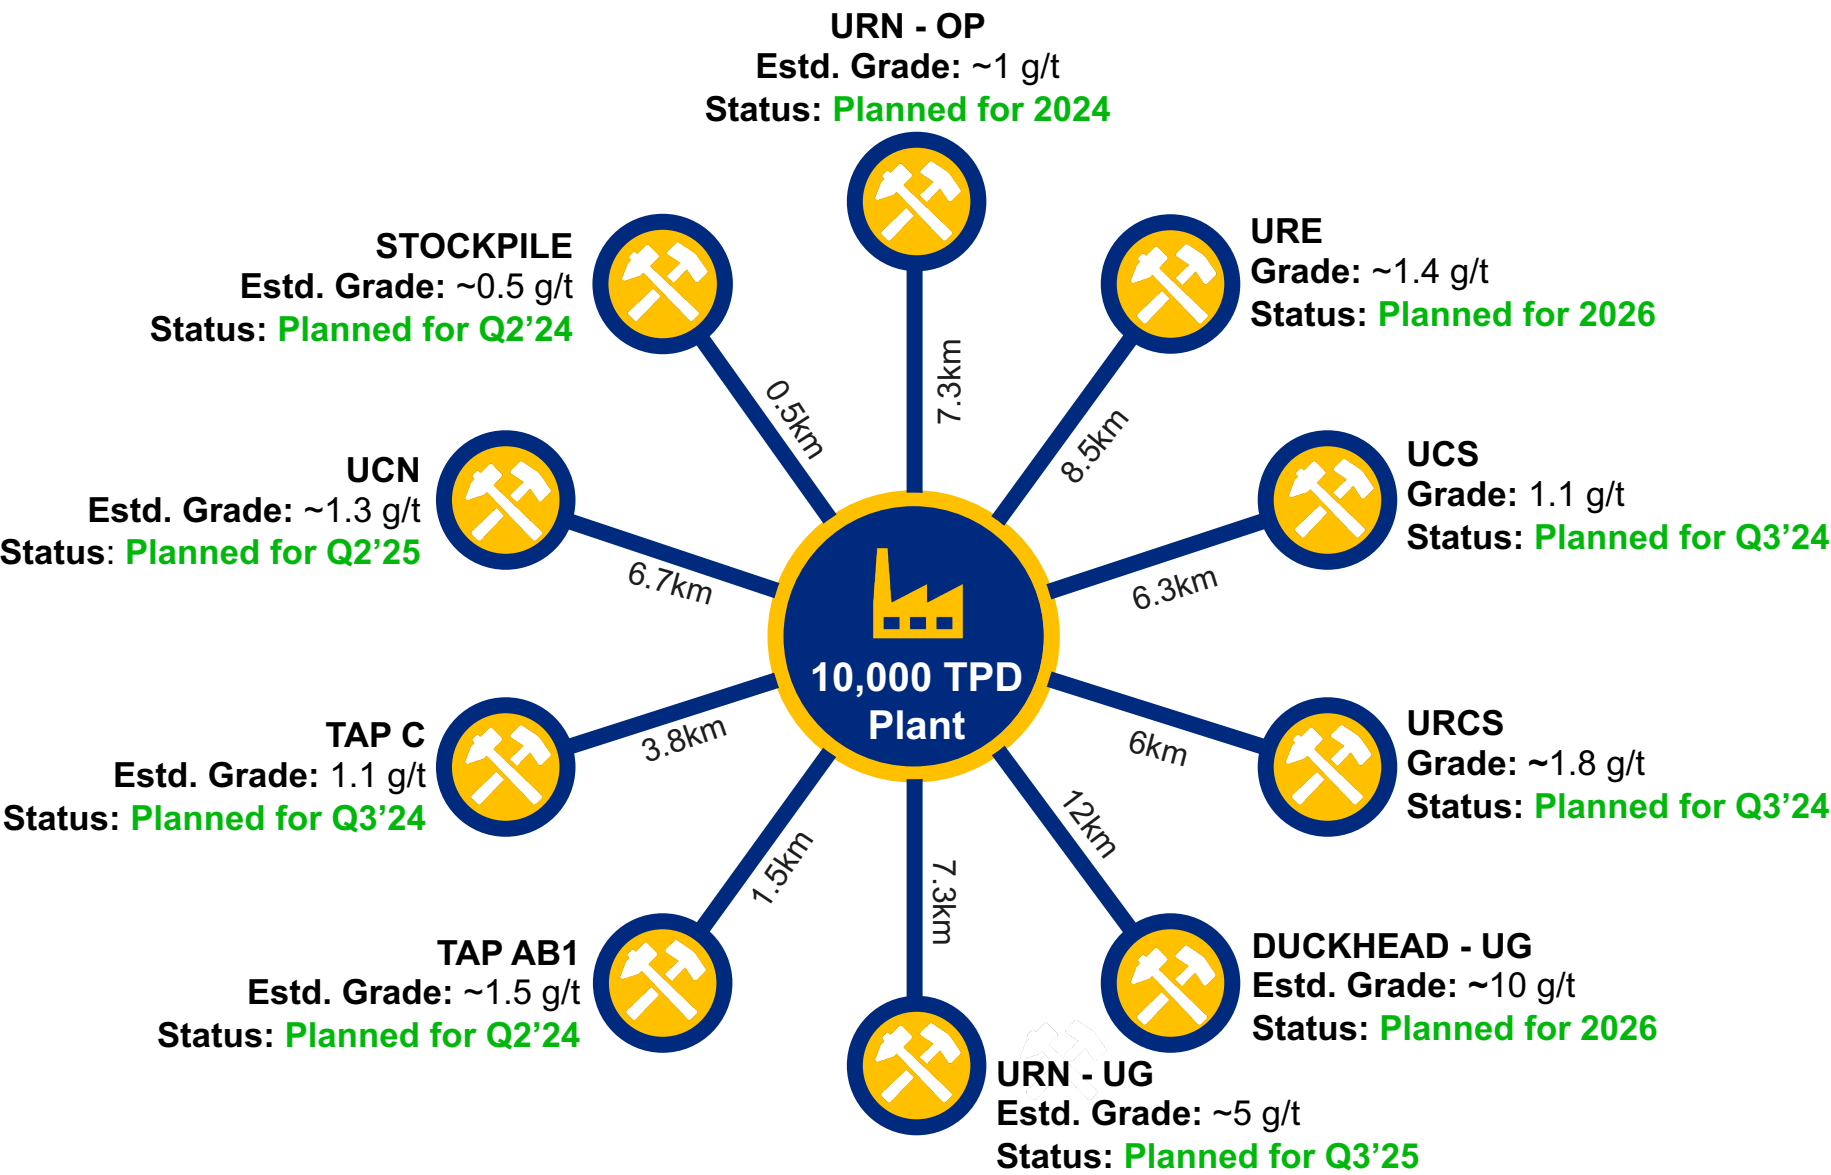 URN - OP
Estd. Grade: ~1 g/t
Status: Planned for 2024
STOCKPILE
Estd. Grade: ~0.5 g/t
Status: Planned for Q2’24
URE
Grade: ~1.4 g/t
Status: Planned for 2026
7.3km
0.5km
8.5km
UCN
Estd. Grade: ~1.3 g/t
Status: Planned for Q2’25
UCS
Grade: 1.1 g/t
Status: Planned for Q3’24
6.7km
6.3km
10,000 TPD
Plant
TAP C
Estd. Grade: 1.1 g/t
Status: Planned for Q3’24
3.8km
6km
URCS
Grade: ~1.8 g/t
Status: Planned for Q3’24
1.5km
7.3km
12km
TAP AB1
Estd. Grade: ~1.5 g/t
Status: Planned for Q2’24
DUCKHEAD - UG
Estd. Grade: ~10 g/t
Status: Planned for 2026
URN - UG
Estd. Grade: ~5 g/t
Status: Planned for Q3’25